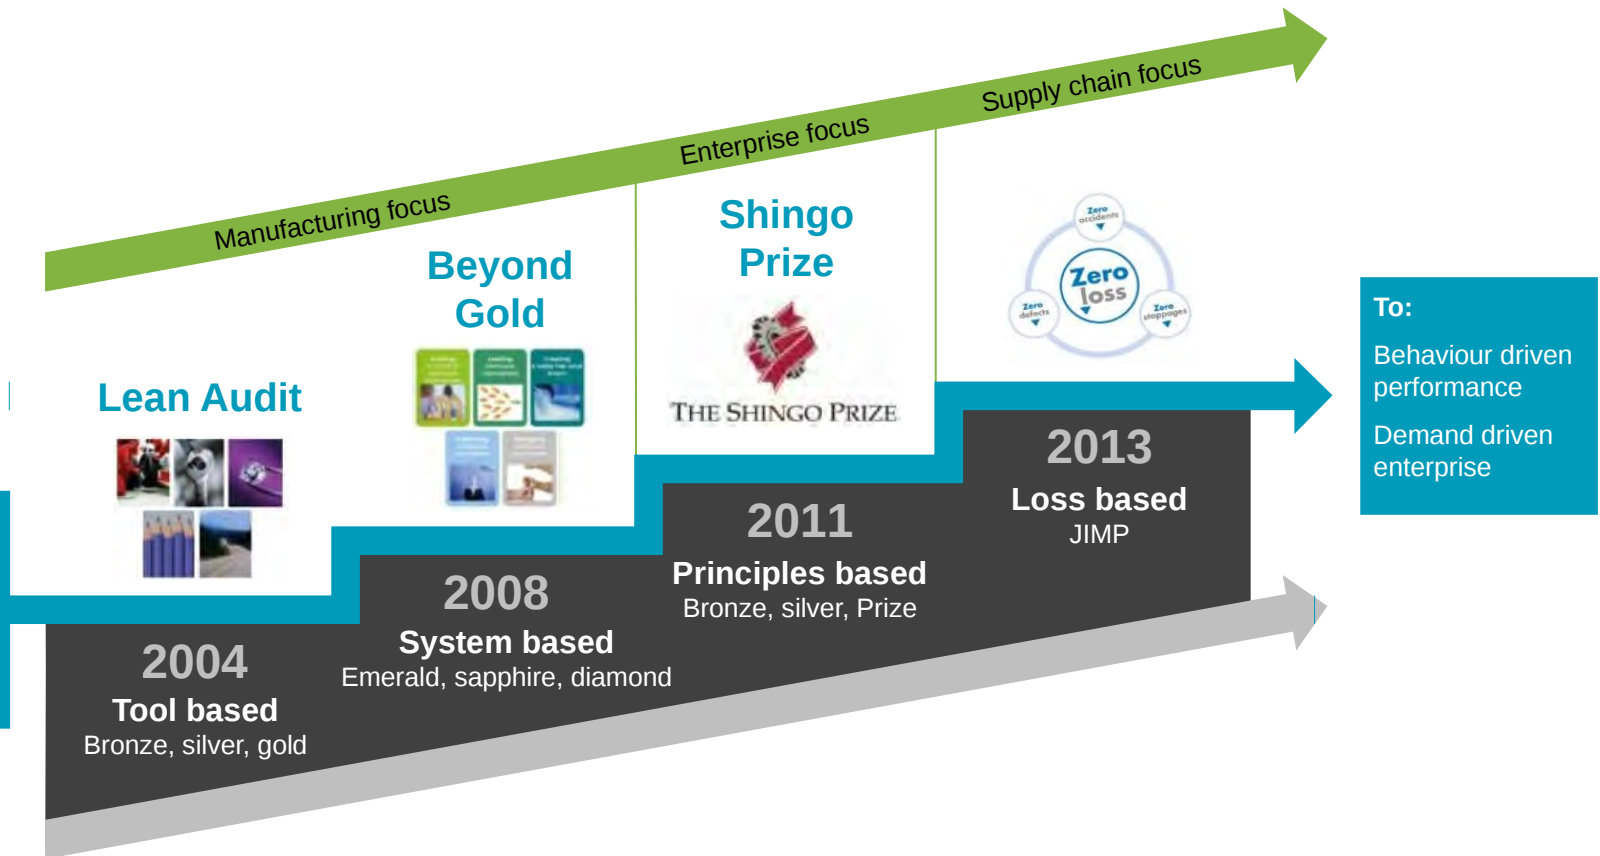 Supply chain focus
Enterprise focus
Manufacturing focus
Lean Audit
Beyond
Gold
Shingo
Prize
THE SHINGO PRIZE
Zero
accidents
Zero
loss
Zero
defects
Zero
stoppages
2004
Tool based
Bronze, silver, gold
2008
System based
Emerald, sapphire, diamond
2011
Principles based
Bronze, silver, Prize
2013
Loss based
JIMP
To:
Behaviour driven
performance
Demand driven
enterprise